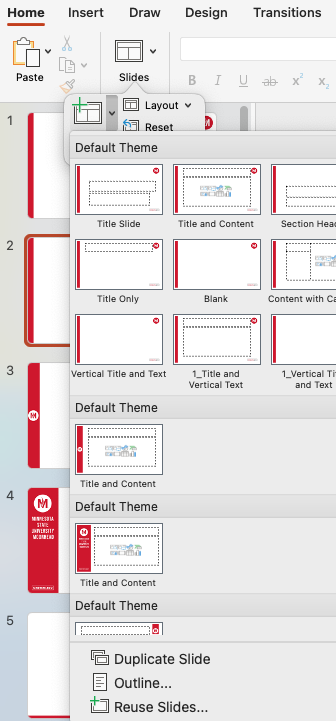 Home Insert Draw Design Transitions
Paste
Slides
B I U ab x² x
Layout
Reset
1
Default Theme
Title Slide
Title and Content
Section Head
2
Title Only
Blank
Content with Ca
Vertical Title and Text
1_Title and
Vertical Text
1_Vertical Ti
and Text
3
Default Theme
Title and Content
4
MINNESOTA
STATE
UNIVERSITY
MOORHEAD
Default Theme
Title and Content
5
Default Theme
Duplicate Slide
Outline...
Reuse Slides...